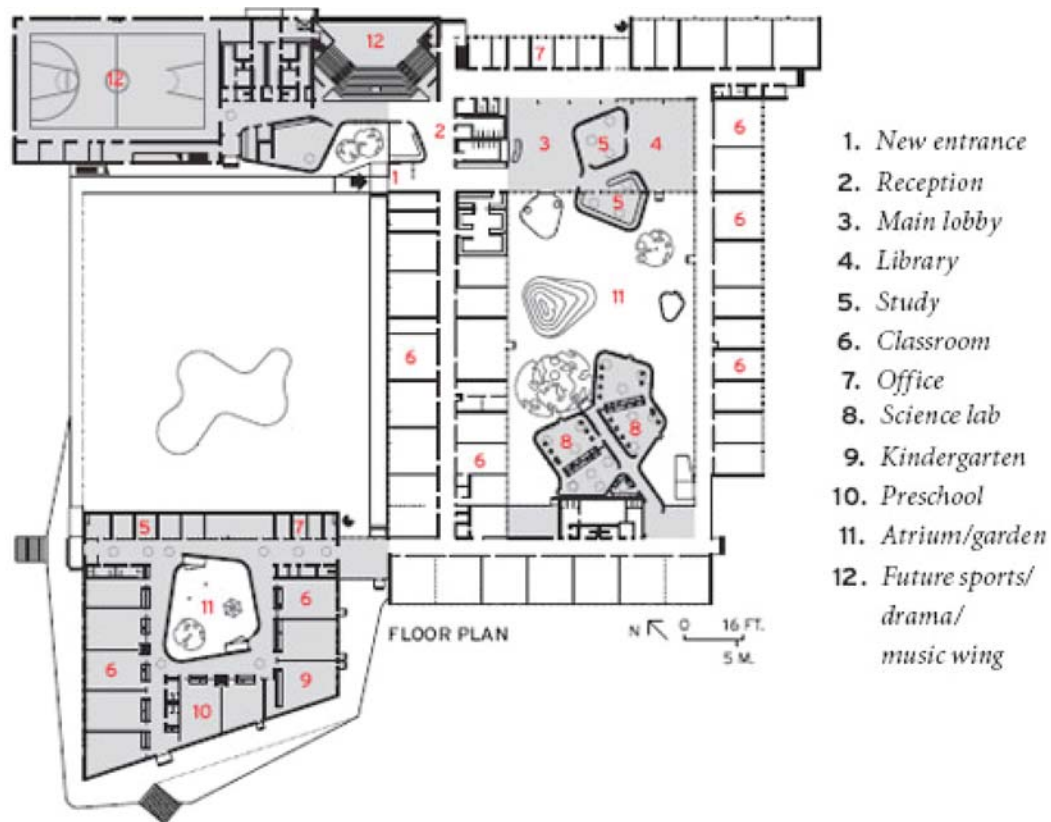 12
12
7
2
3
5
4
6
1
5
6
11
6
6
8
8
6
5
7
11
6
6
9
10
FLOOR PLAN
N
0 16 FT.
5 M.
1. New entrance
2. Reception
3. Main lobby
4. Library
5. Study
6. Classroom
7. Office
8. Science lab
9. Kindergarten
10. Preschool
11. Atrium/garden
12. Future sports/
drama/
music wing